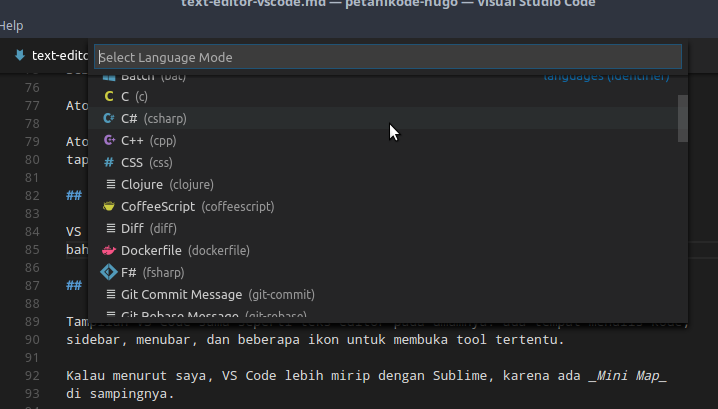 text-editor-vscode.md — petanikode-hugo — Visual Studio Code
Help
text-edito
Select Language Mode
Batch (bat)
languages (identifier)
76
C (c)
77 Ato
C# (csharp)
78
79 Ato
C++ (cpp)
80 tap
CSS (css)
81
Clojure (clojure)
82 ##
CoffeeScript (coffeescript)
83
84 VS
Diff (diff)
85 bah
Dockerfile (dockerfile)
86
F# (fsharp)
87 ##
Git Commit Message (git-commit)
88
Git Rebase Message (git-rebase)
89 Tam
90 sidebar, menubar, dan beberapa ikon untuk membuka tool tertentu.
91
92 Kalau menurut saya, VS Code lebih mirip dengan Sublime, karena ada _Mini Map_
93 di sampingnya.